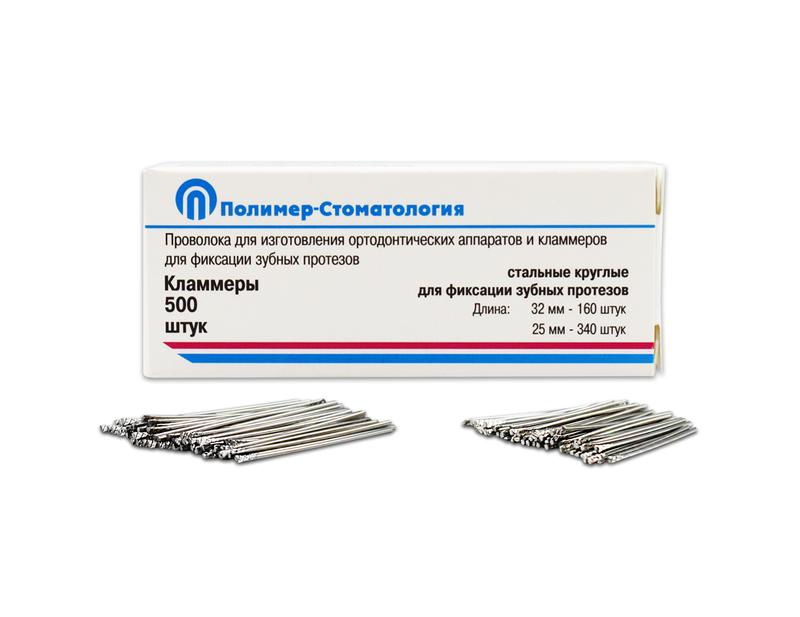 Полимер-Стоматология
Проволока для изготовления ортодонтических аппаратов и кламмеров
для фиксации зубных протезов
Кламмеры
500
штук
стальные круглые
для фиксации зубных протезов
Длина: 32 мм - 160 штук
25 мм - 340 штук